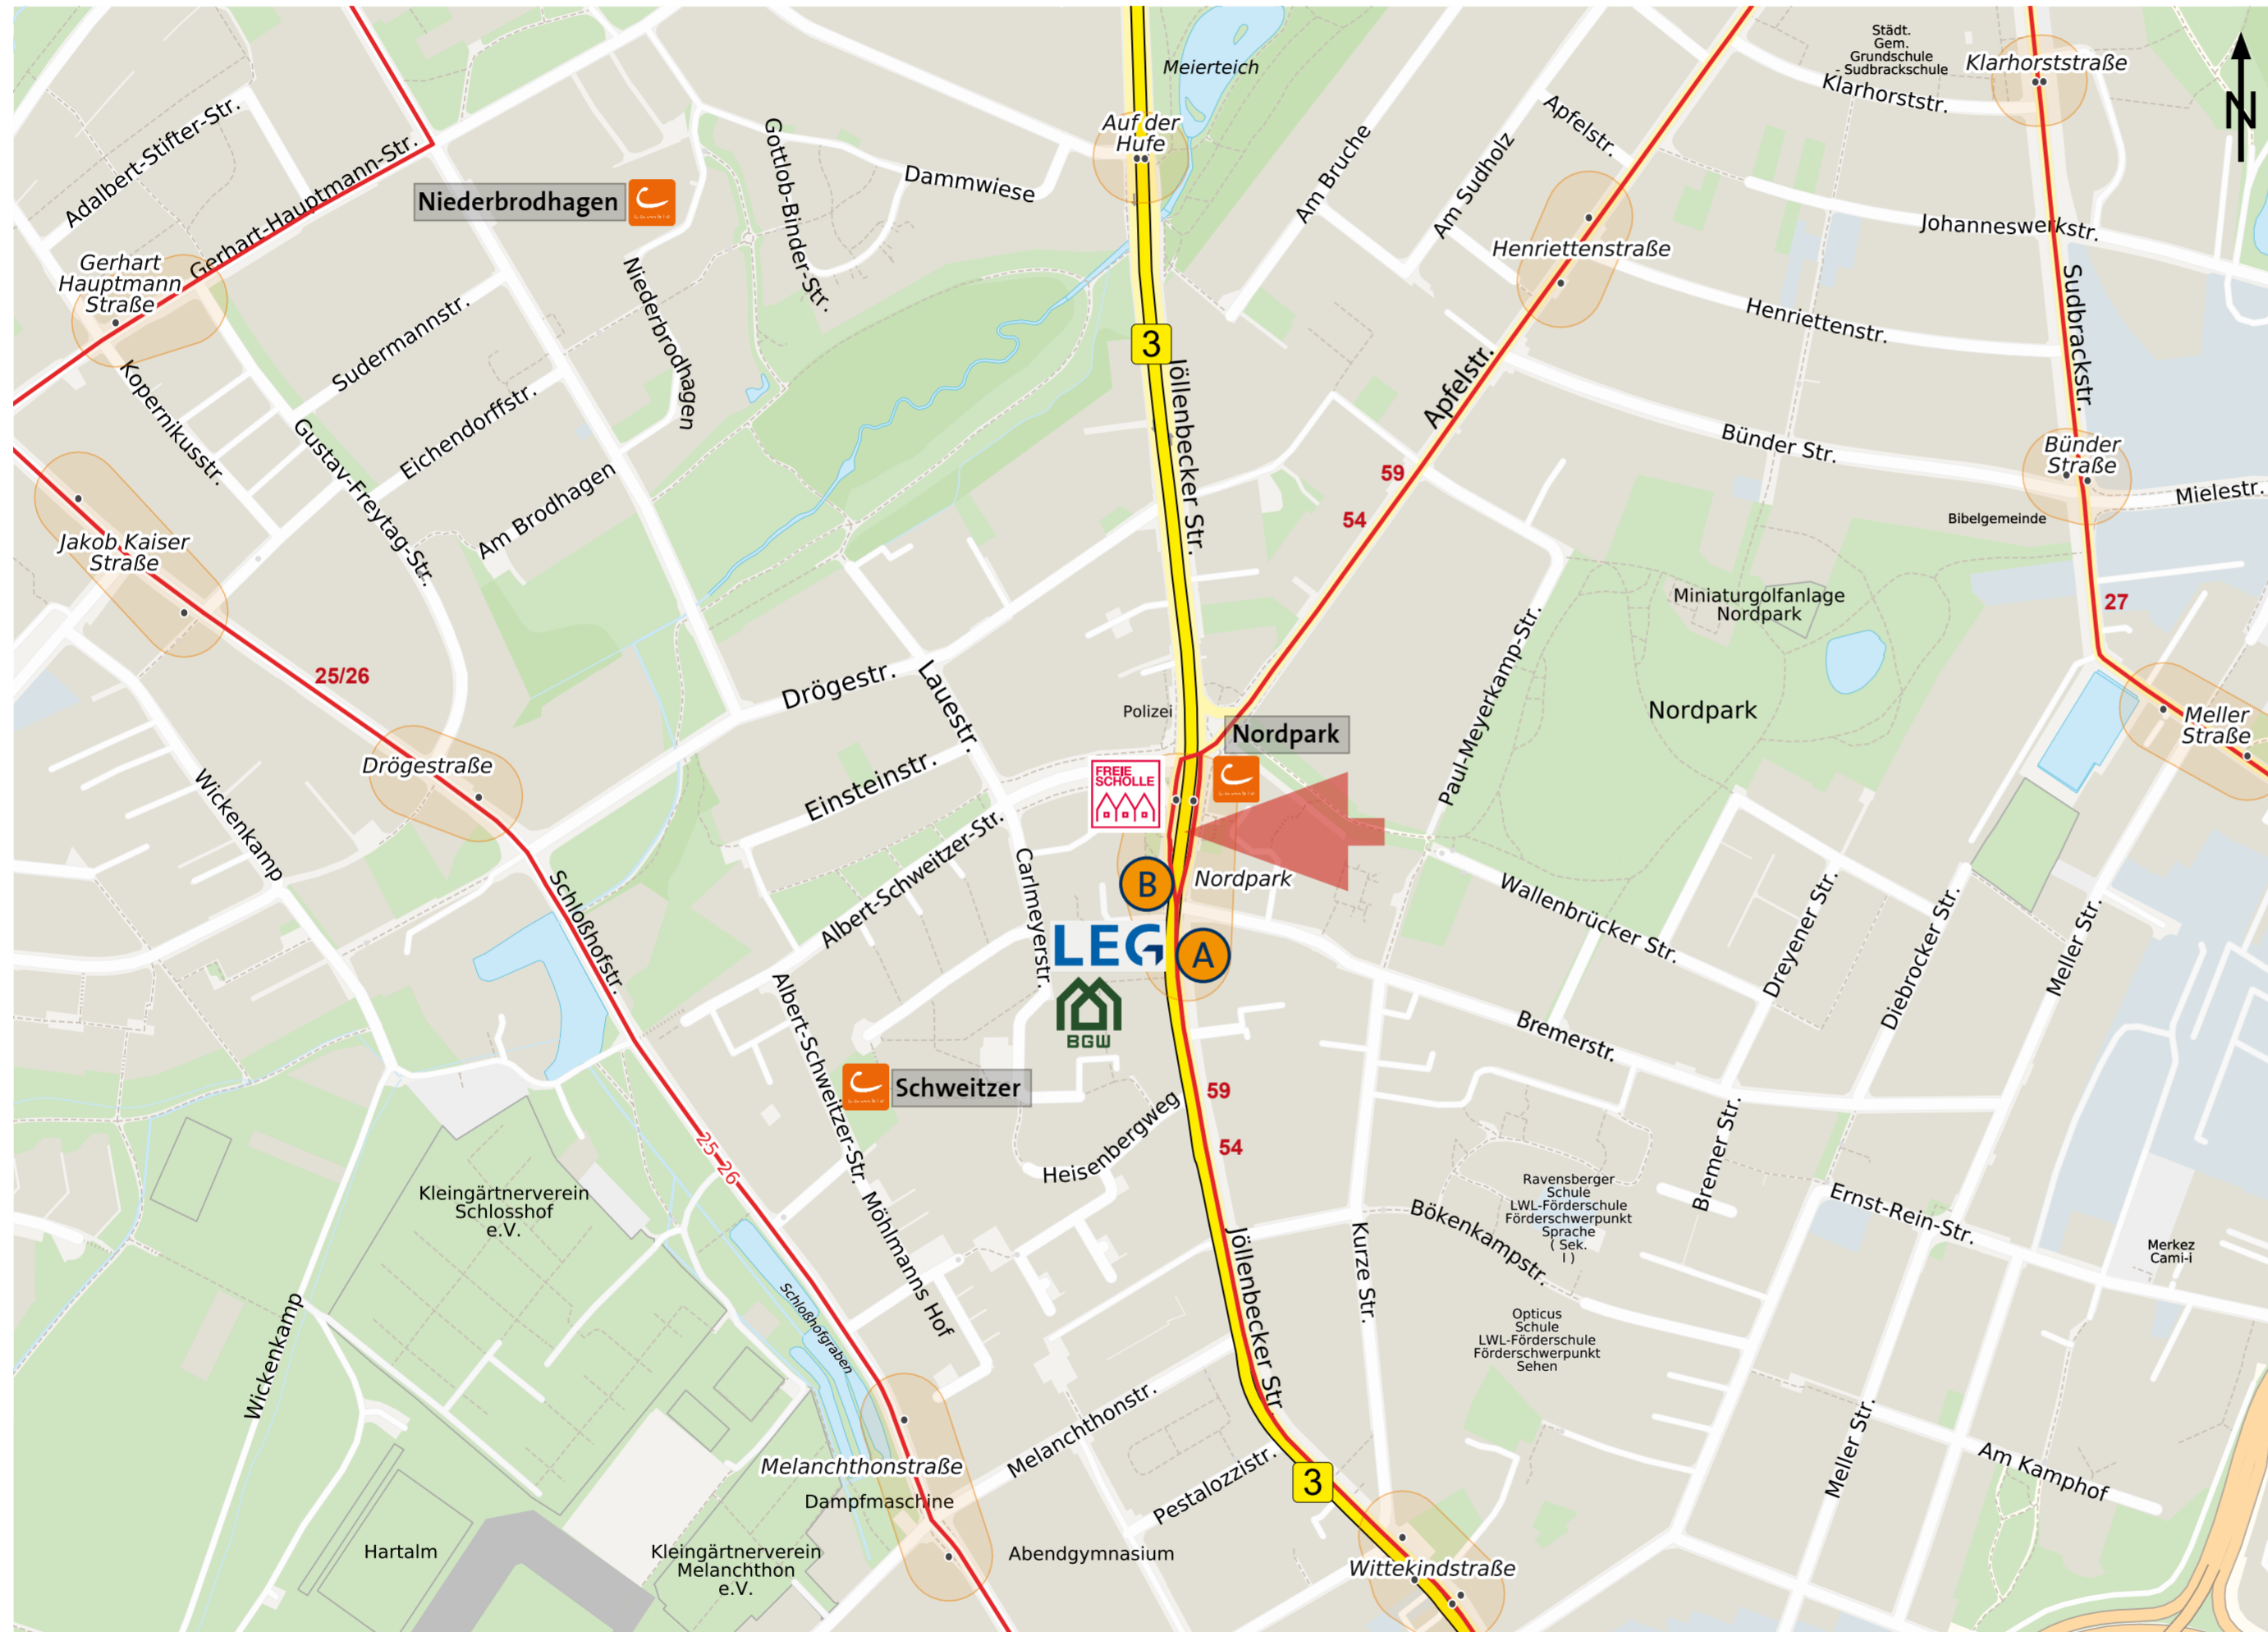 Meierteich
Städt.
Gem.
Grundschule
- Sudbrackschule
Klarhorststraße
Klarhorststr.
N
Adalbert-Stifter-Str.
Gerhart-Hauptmann-Str.
Niederbrodhagen
Gottlob-Binder-Str.
Dammwiese
Auf der
Hufe
Am Bruche
Am Sudholz
Apfelstr.
Johanneswerkstr.
Gerhart
Hauptmann
Straße
Henriettenstraße
Henriettenstr.
Sudbrackstr.
Kopernikusstr.
Sudermannstr.
Niederbrodhagen
3
Jöllenbecker Str.
Apfelstr.
Gustav-Freytag-Str.
Eichendorffstr.
Am Brodhagen
Bünder Str.
Bünder
Straße
Mielestr.
59
54
Bibelgemeinde
Jakob Kaiser
Straße
Miniaturgolfanlage
Nordpark
27
25/26
Drögestr.
Lauestr.
Polizei
Nordpark
Paul-Meyerkamp-Str.
Nordpark
Meller
Straße
Drögestraße
Wickenkamp
Einsteinstr.
FREIE
SCHOLLE
Albert-Schweitzer-Str.
Carlmeyerstr.
B
Nordpark
Wallenbrücker Str.
Dreyener Str.
Diebrocker Str.
Meller Str.
Schloßhofstr.
LEG
A
BGW
Bremerstr.
Albert-Schweitzer-Str.
Schweitzer
59
54
Heisenbergweg
Bremer Str.
25 26
Kleingärtnerverein
Schlosshof
e.V.
Möhlmanns Hof
Jöllenbecker Str.
Kurze Str.
Bökenkampstr.
Ravensberger
Schule
LWL-Förderschule
Förderschwerpunkt
Sprache
( Sek.
I )
Ernst-Rein-Str.
Merkez
Cami-i
Wickenkamp
Schloßhofgraben
Opticus
Schule
LWL-Förderschule
Förderschwerpunkt
Sehen
Melanchthonstr.
Meller Str.
Am Kamphof
Melanchthonstraße
Dampfmaschine
Pestalozzistr.
3
Hartalm
Kleingärtnerverein
Melanchthon
e.V.
Abendgymnasium
Wittekindstraße